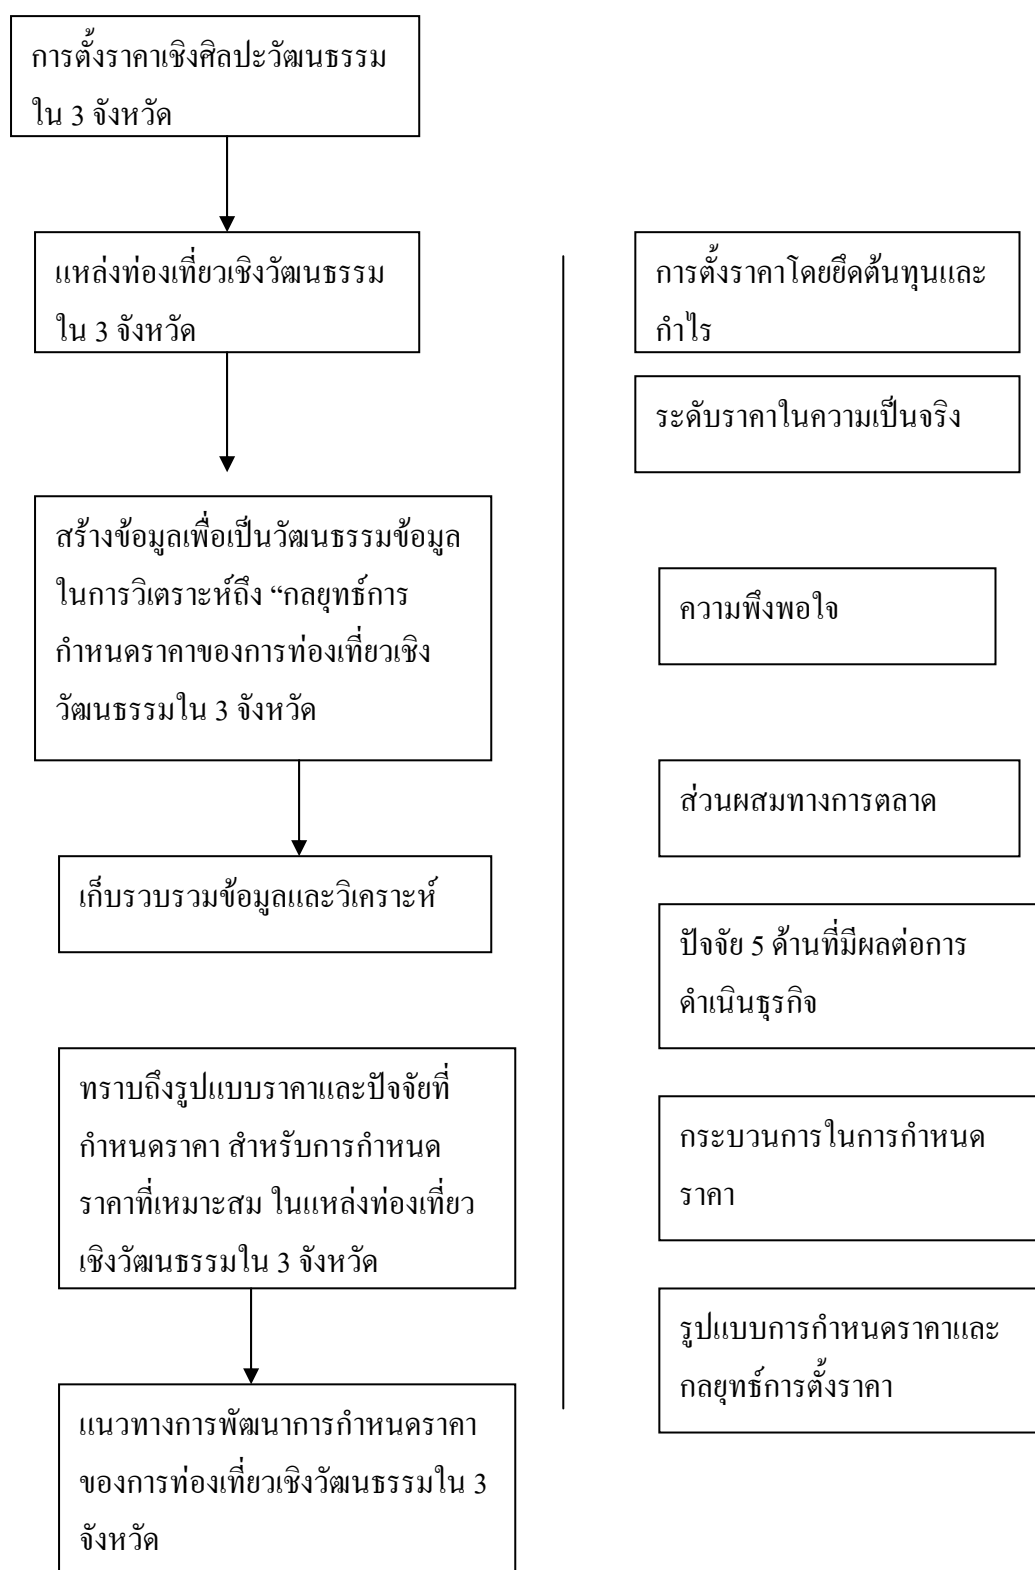 การตั้งราคาเชิงศิลปะวัฒนธรรม
ใน 3 จังหวัด
แหล่งท่องเที่ยวเชิงวัฒนธรรม
ใน 3 จังหวัด
สร้างข้อมูลเพื่อเป็นวัฒนธรรมข้อมูล
ในการวิเตราะห์ถึง “กลยุทธ์การ
กำหนดราคาของการท่องเที่ยวเชิง
วัฒนธรรมใน 3 จังหวัด
เก็บรวบรวมข้อมูลและวิเคราะห์
ทราบถึงรูปแบบราคาและปัจจัยที่
กำหนดราคา สำหรับการกำหนด
ราคาที่เหมาะสม ในแหล่งท่องเที่ยว
เชิงวัฒนธรรมใน 3 จังหวัด
แนวทางการพัฒนาการกำหนดราคา
ของการท่องเที่ยวเชิงวัฒนธรรมใน 3
จังหวัด
การตั้งราคาโดยยึดต้นทุนและ
กำไร
ระดับราคาในความเป็นจริง
ความพึงพอใจ
ส่วนผสมทางการตลาด
ปัจจัย 5 ด้านที่มีผลต่อการ
ดำเนินธุรกิจ
กระบวนการในการกำหนด
ราคา
รูปแบบการกำหนดราคาและ
กลยุทธ์การตั้งราคา